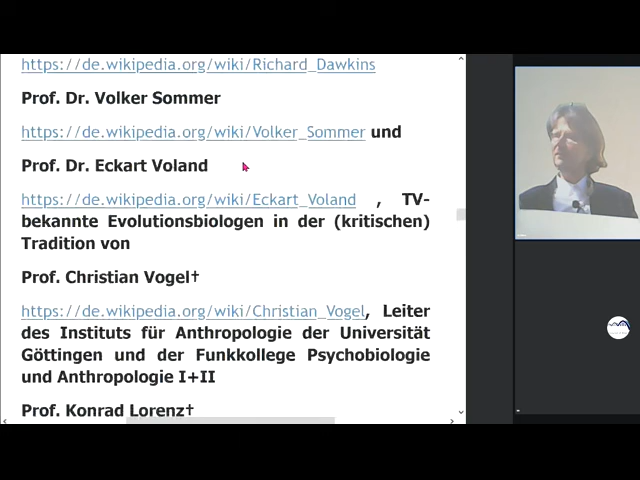 https://de.wikipedia.org/wiki/Richard_Dawkins
Prof. Dr. Volker Sommer
https://de.wikipedia.org/wiki/Volker_Sommer und
Prof. Dr. Eckart Voland
https://de.wikipedia.org/wiki/Eckart_Voland , TV-
bekannte Evolutionsbiologen in der (kritischen)
Tradition von
Prof. Christian Vogel†
https://de.wikipedia.org/wiki/Christian_Vogel, Leiter
des Instituts für Anthropologie der Universität
Göttingen und der Funkkollege Psychobiologie
und Anthropologie I+II
Prof. Konrad Lorenz†